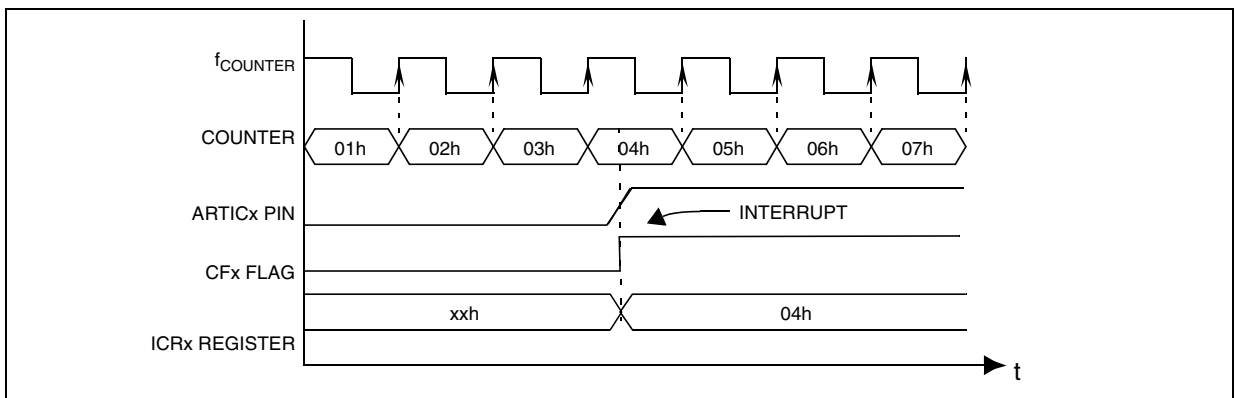 fCOUNTER
COUNTER
01h 02h 03h 04h 05h 06h 07h
ARTICx PIN
INTERRUPT
CFx FLAG
xxh 04h
ICRx REGISTER
t